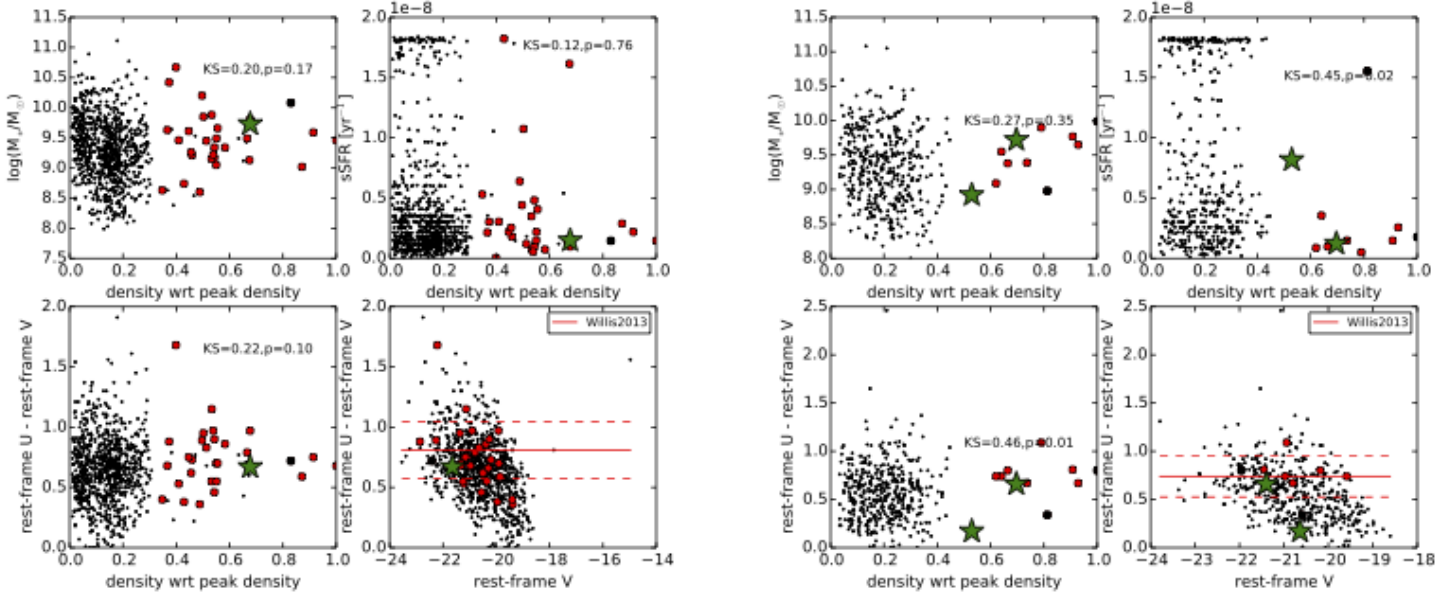 1e-8
1e-8
11.5
11.0
10.5
10.0
9.5
9.0
8.5
8.0
7.5
log(M⋆/M☉)
KS=0.20,p=0.17
0.0 0.2 0.4 0.6 0.8 1.0
density wrt peak density
2.0
1.5
1.0
0.5
0.0
sSFR [yr⁻¹]
KS=0.12,p=0.76
0.0 0.2 0.4 0.6 0.8 1.0
density wrt peak density
11.5
11.0
10.5
10.0
9.5
9.0
8.5
8.0
log(M⋆/M☉)
KS=0.27,p=0.35
0.0 0.2 0.4 0.6 0.8 1.0
density wrt peak density
2.0
1.5
1.0
0.5
0.0
sSFR [yr⁻¹]
KS=0.45,p=0.02
0.0 0.2 0.4 0.6 0.8 1.0
density wrt peak density
2.0
1.5
1.0
0.5
0.0
rest-frame U - rest-frame V
KS=0.22,p=0.10
0.0 0.2 0.4 0.6 0.8 1.0
density wrt peak density
2.0
1.5
1.0
0.5
0.0
rest-frame U - rest-frame V
Willis2013
−24 −22 −20 −18 −16 −14
rest-frame V
2.5
2.0
1.5
1.0
0.5
0.0
rest-frame U - rest-frame V
KS=0.46,p=0.01
0.0 0.2 0.4 0.6 0.8 1.0
density wrt peak density
2.5
2.0
1.5
1.0
0.5
0.0
rest-frame U - rest-frame V
Willis2013
−24 −23 −22 −21 −20 −19 −18
rest-frame V